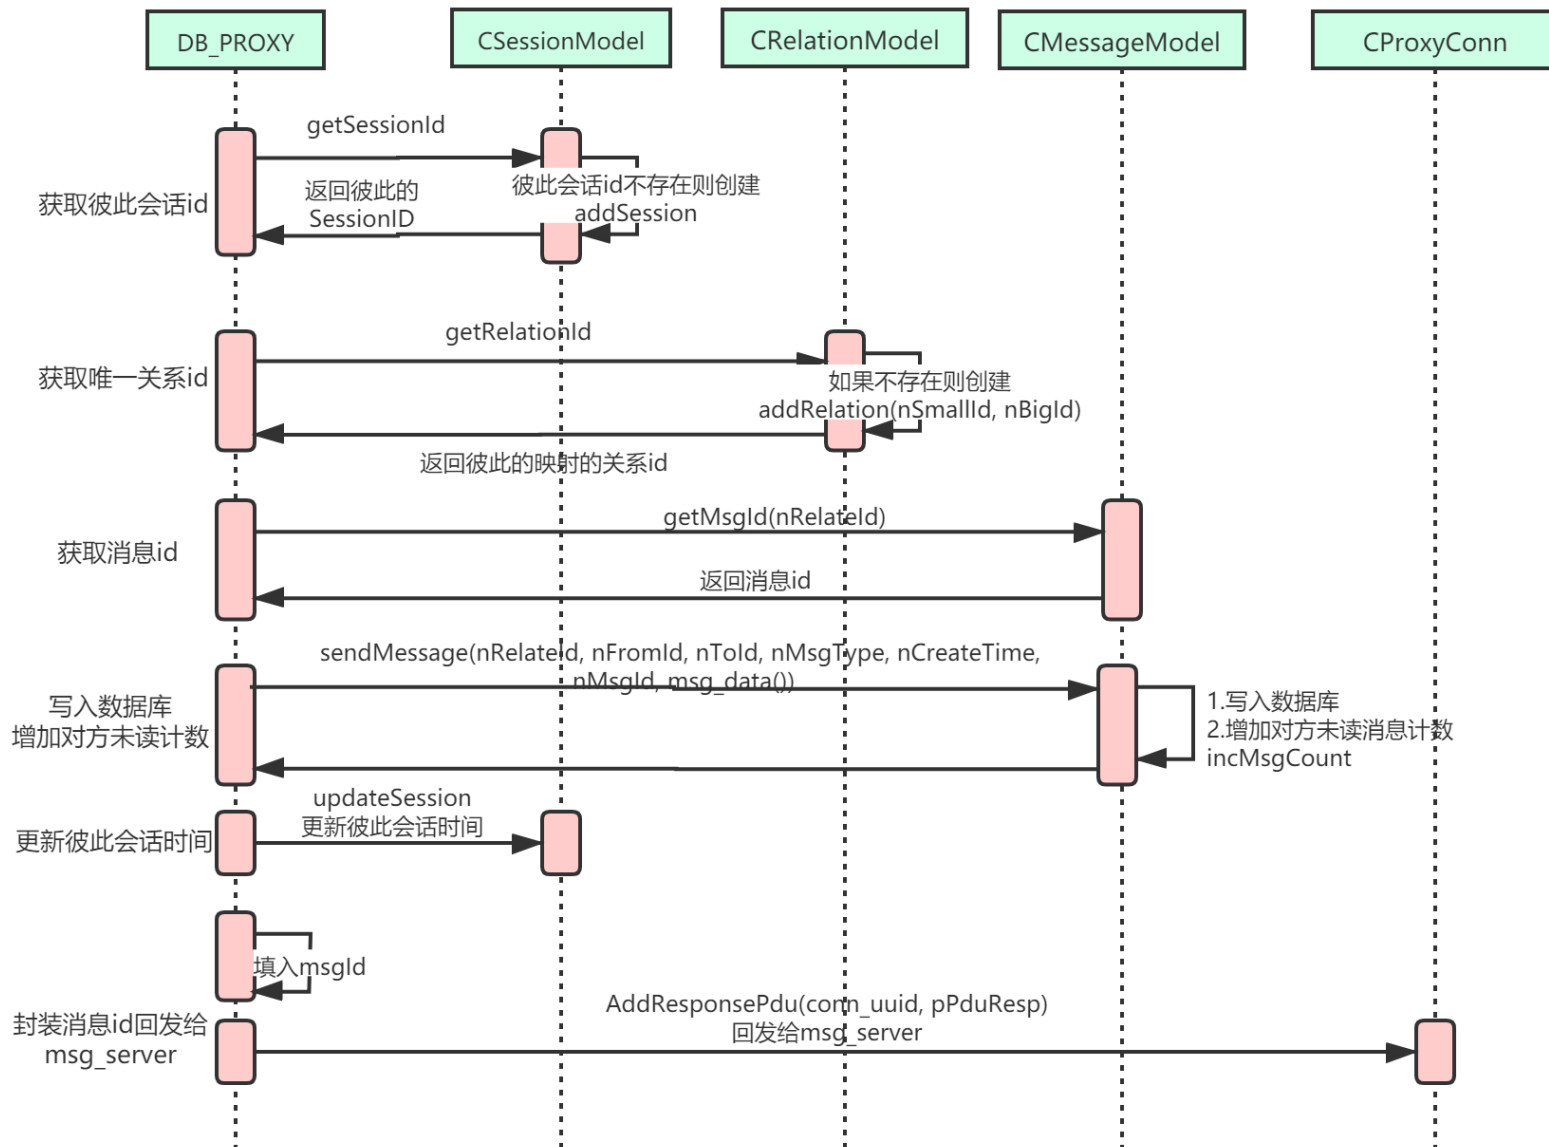 DB_PROXY
CSessionModel
CRelationModel
CMessageModel
CProxyConn
getSessionId
获取彼此会话id
返回彼此的
SessionID
彼此会话id不存在则创建
addSession
getRelationId
获取唯一关系id
如果不存在则创建
addRelation(nSmallId, nBigId)
返回彼此的映射的关系id
getMsgId(nRelateId)
获取消息id
返回消息id
sendMessage(nRelateId, nFromId, nToId, nMsgType, nCreateTime,
nMsgId, msg_data())
写入数据库
增加对方未读计数
1.写入数据库
2.增加对方未读消息计数
incMsgCount
updateSession
更新彼此会话时间
更新彼此会话时间
填入msgId
封装消息id回发给
msg_server
AddResponsePdu(conn_uuid, pPduResp)
回发给msg_server